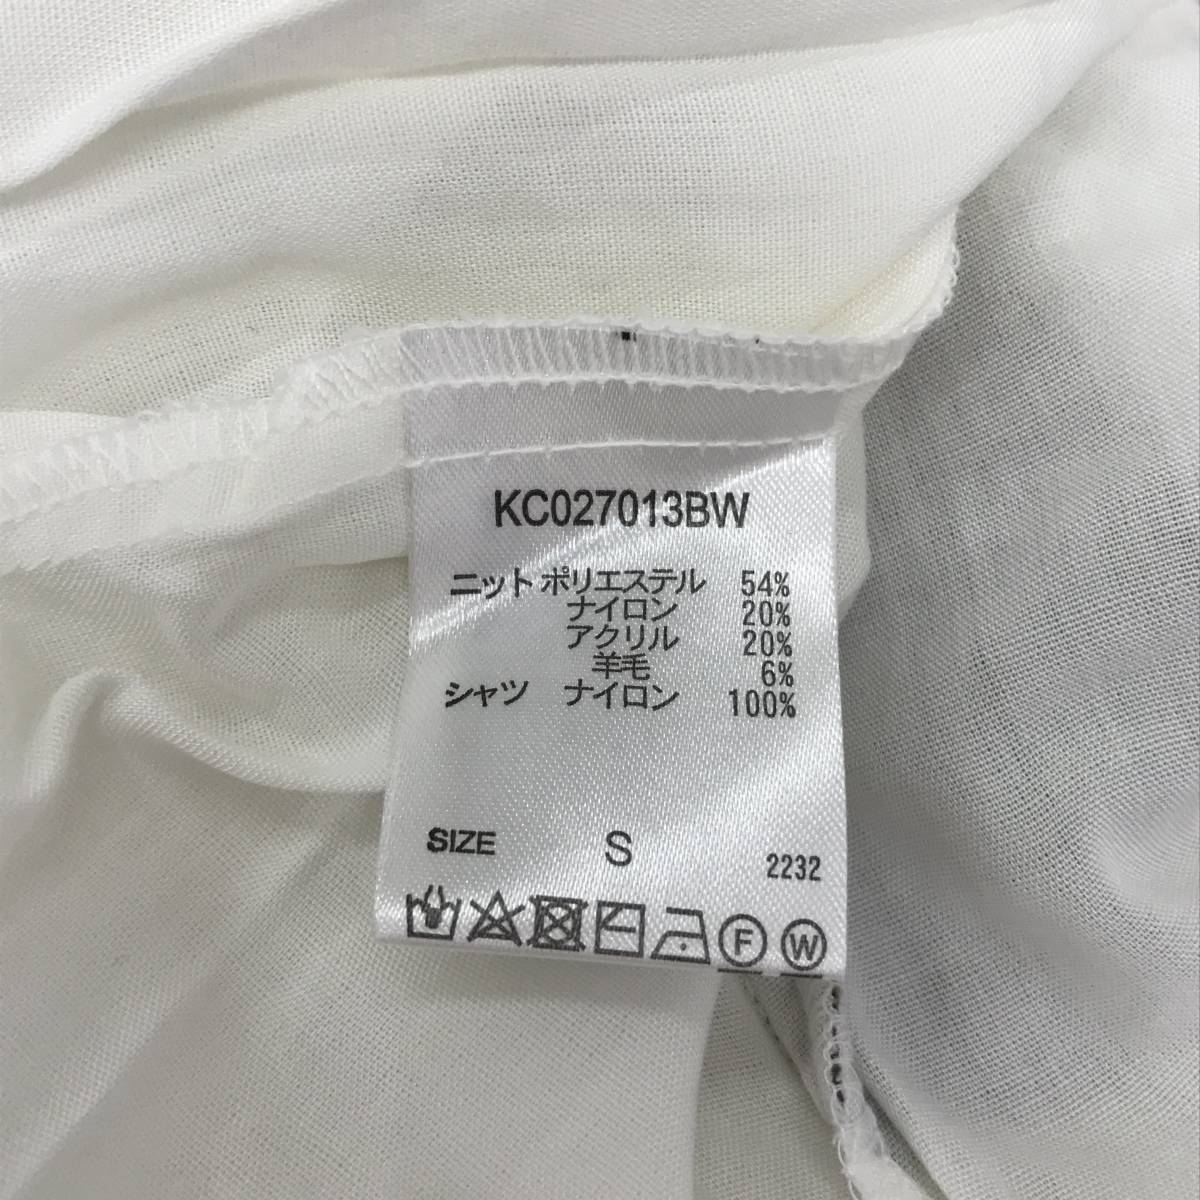 KC027013BW
ニット ポリエステル 54%
ナイロン 20%
アクリル 20%
羊毛 6%
シャツ ナイロン 100%
SIZE S 2232
F W